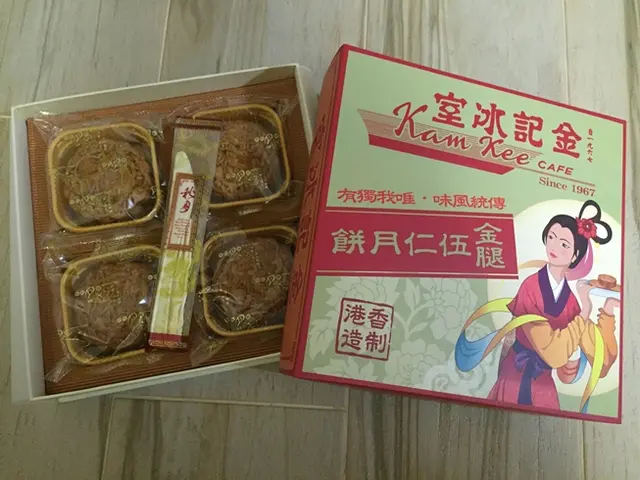 金記冰室
自一九六七
Kam Kee CAFE
Since 1967
傳統風味·唯我獨有
金腿伍仁月餅
香港
制造